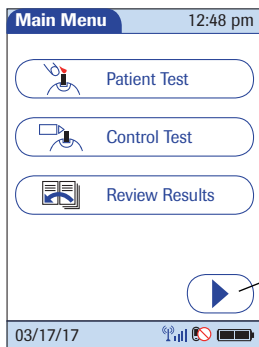 Main Menu 12:48 pm
Patient Test
Control Test
Review Results
03/17/17